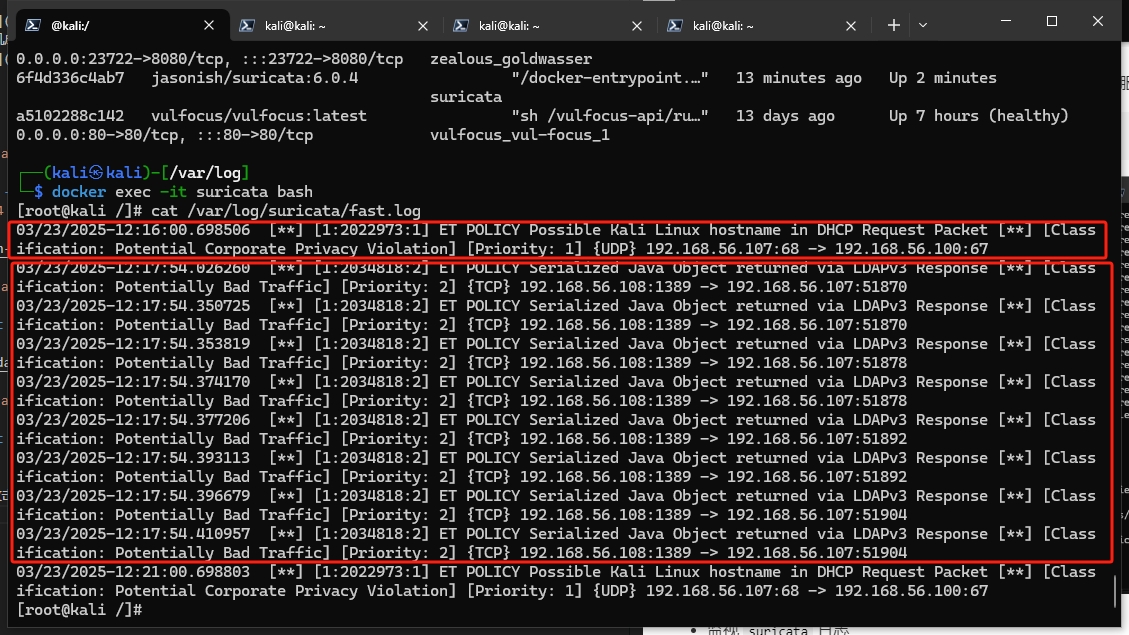 @kali:/
kali@kali: ~
kali@kali: ~
kali@kali: ~
0.0.0.0:23722->8080/tcp, :::23722->8080/tcp   zealous_goldwasser
6f4d336c4ab7   jasonish/suricata:6.0.4                 "/docker-entrypoint.…"   13 minutes ago   Up 2 minutes
suricata
a5102288c142   vulfocus/vulfocus:latest                "sh /vulfocus-api/ru…"   13 days ago      Up 7 hours (healthy)
0.0.0.0:80->80/tcp, :::80->80/tcp             vulfocus_vul-focus_1
┌──(kali㉿kali)-[/var/log]
└─$ docker exec -it suricata bash
[root@kali /]# cat /var/log/suricata/fast.log
03/23/2025-12:16:00.698506  [**] [1:2022973:1] ET POLICY Possible Kali Linux hostname in DHCP Request Packet [**] [Class
ification: Potential Corporate Privacy Violation] [Priority: 1] {UDP} 192.168.56.107:68 -> 192.168.56.100:67
03/23/2025-12:17:54.026260  [**] [1:2034818:2] ET POLICY Serialized Java Object returned via LDAPv3 Response [**] [Class
ification: Potentially Bad Traffic] [Priority: 2] {TCP} 192.168.56.108:1389 -> 192.168.56.107:51870
03/23/2025-12:17:54.350725  [**] [1:2034818:2] ET POLICY Serialized Java Object returned via LDAPv3 Response [**] [Class
ification: Potentially Bad Traffic] [Priority: 2] {TCP} 192.168.56.108:1389 -> 192.168.56.107:51870
03/23/2025-12:17:54.353819  [**] [1:2034818:2] ET POLICY Serialized Java Object returned via LDAPv3 Response [**] [Class
ification: Potentially Bad Traffic] [Priority: 2] {TCP} 192.168.56.108:1389 -> 192.168.56.107:51878
03/23/2025-12:17:54.374170  [**] [1:2034818:2] ET POLICY Serialized Java Object returned via LDAPv3 Response [**] [Class
ification: Potentially Bad Traffic] [Priority: 2] {TCP} 192.168.56.108:1389 -> 192.168.56.107:51878
03/23/2025-12:17:54.377206  [**] [1:2034818:2] ET POLICY Serialized Java Object returned via LDAPv3 Response [**] [Class
ification: Potentially Bad Traffic] [Priority: 2] {TCP} 192.168.56.108:1389 -> 192.168.56.107:51892
03/23/2025-12:17:54.393113  [**] [1:2034818:2] ET POLICY Serialized Java Object returned via LDAPv3 Response [**] [Class
ification: Potentially Bad Traffic] [Priority: 2] {TCP} 192.168.56.108:1389 -> 192.168.56.107:51892
03/23/2025-12:17:54.396679  [**] [1:2034818:2] ET POLICY Serialized Java Object returned via LDAPv3 Response [**] [Class
ification: Potentially Bad Traffic] [Priority: 2] {TCP} 192.168.56.108:1389 -> 192.168.56.107:51904
03/23/2025-12:17:54.410957  [**] [1:2034818:2] ET POLICY Serialized Java Object returned via LDAPv3 Response [**] [Class
ification: Potentially Bad Traffic] [Priority: 2] {TCP} 192.168.56.108:1389 -> 192.168.56.107:51904
03/23/2025-12:21:00.698803  [**] [1:2022973:1] ET POLICY Possible Kali Linux hostname in DHCP Request Packet [**] [Class
ification: Potential Corporate Privacy Violation] [Priority: 1] {UDP} 192.168.56.107:68 -> 192.168.56.100:67
[root@kali /]#
suricata